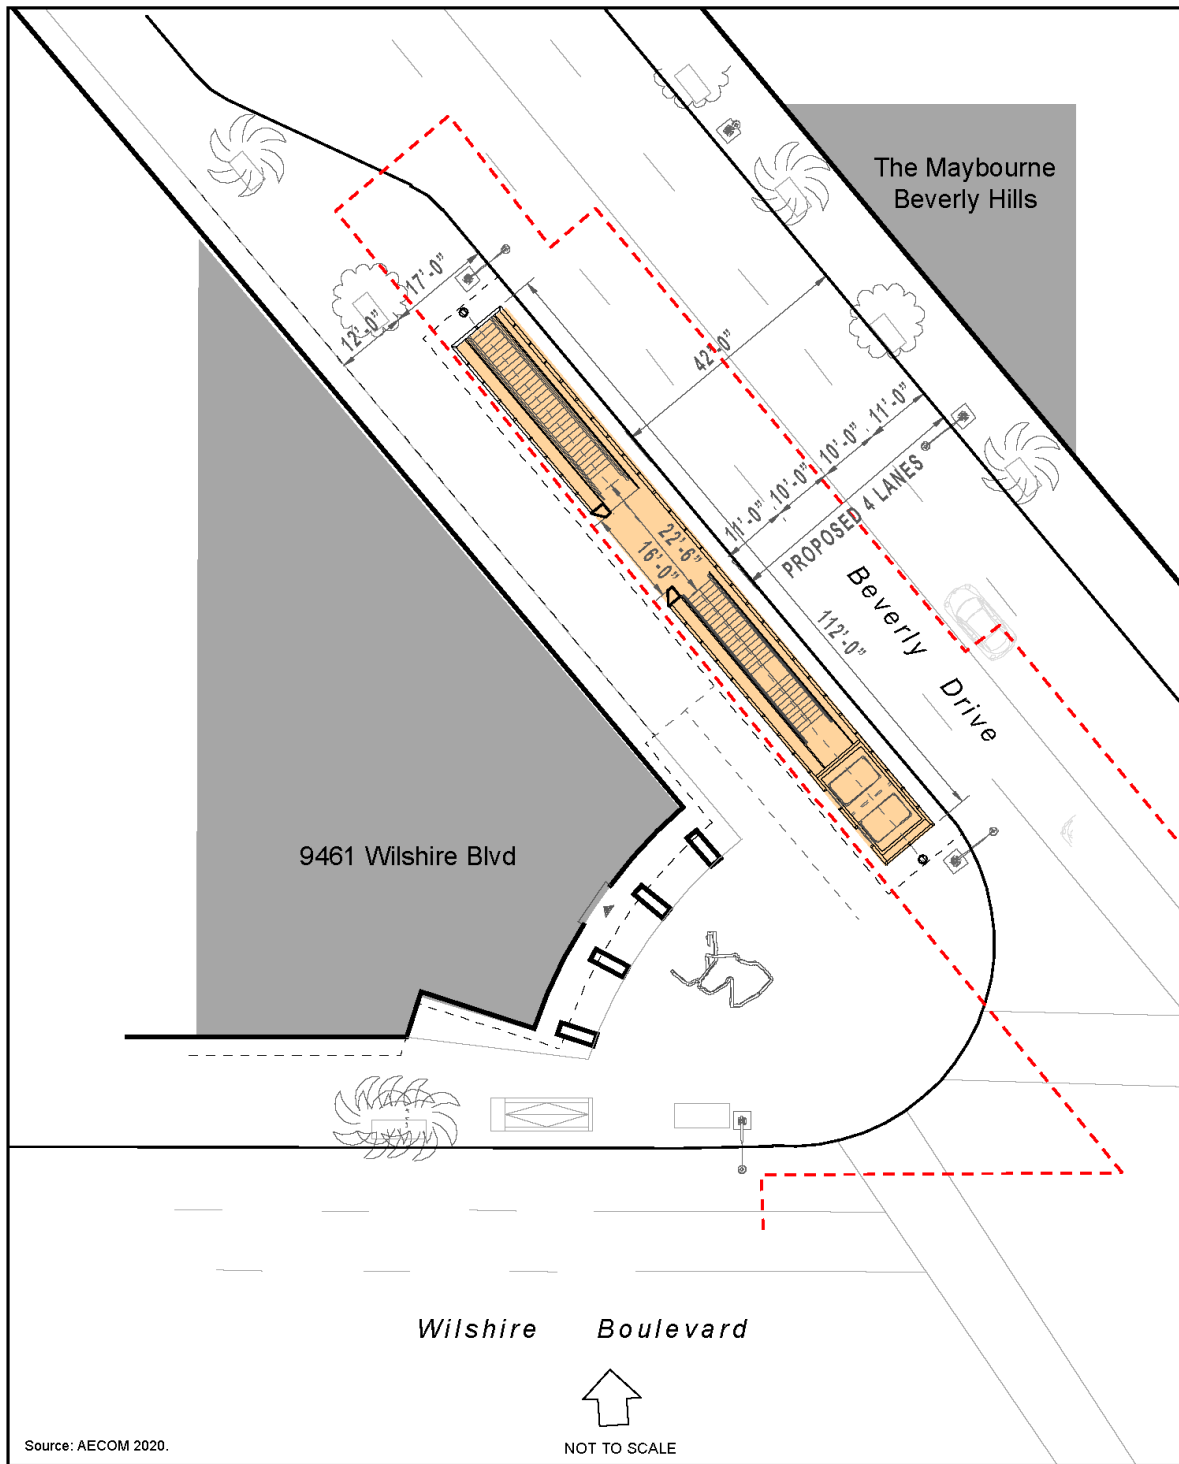 The Maybourne
Beverly Hills
17'-0"
12'-0"
42'-0"
11'-0"
10'-0"
10'-0"
11'-0"
PROPOSED 4 LANES
22'-6"
16'-0"
112'-0"
Beverly Drive
9461 Wilshire Blvd
Wilshire Boulevard
Source: AECOM 2020.
NOT TO SCALE